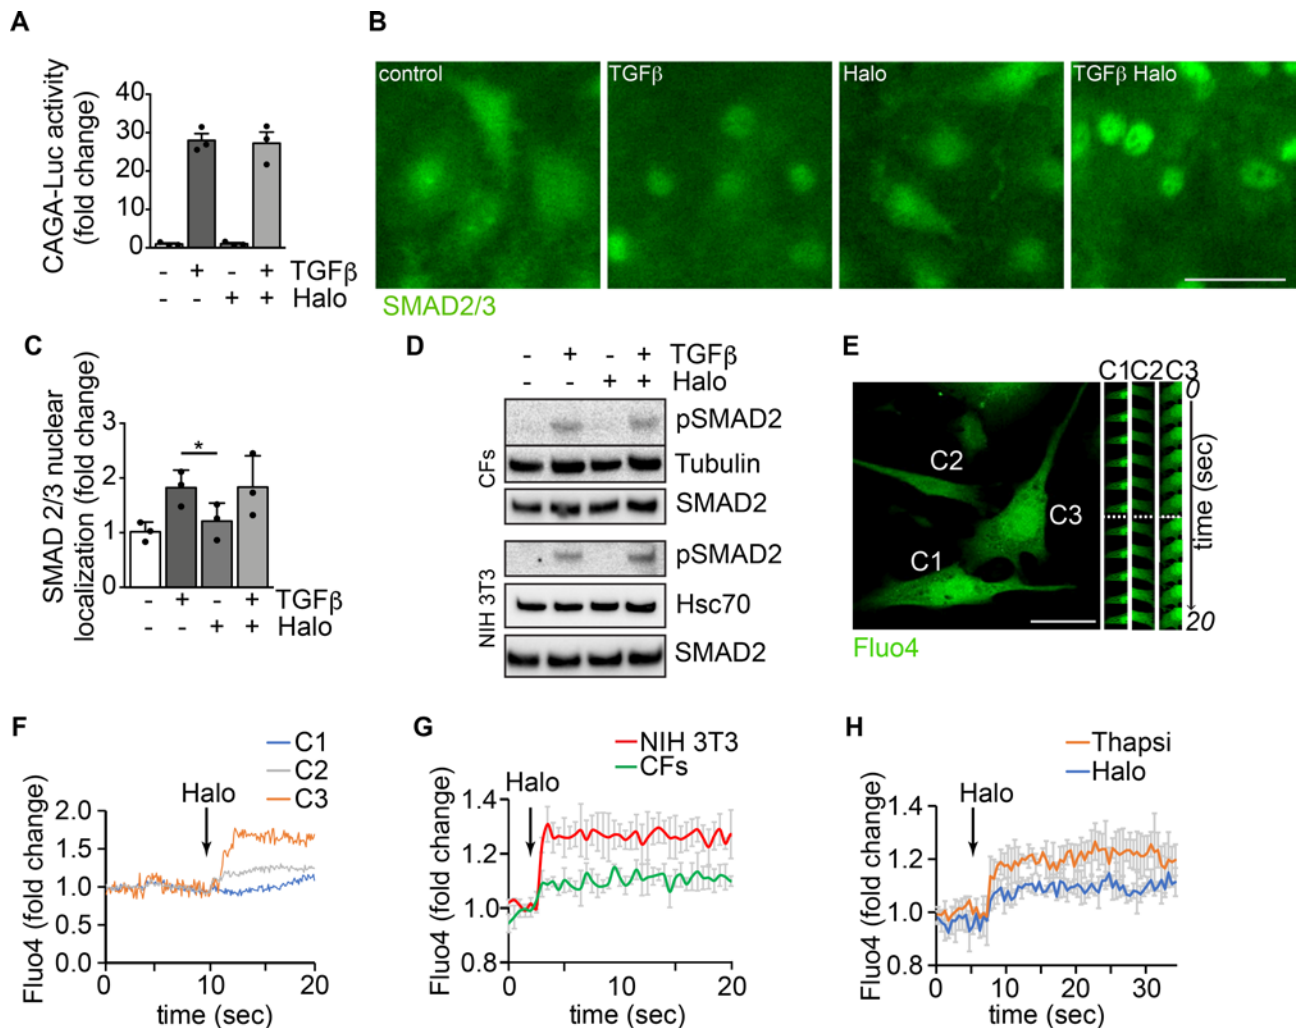 A
CAGA-Luc activity
(fold change)
40
30
20
10
0
- + - + TGFβ
- - + + Halo
B
control
TGFβ
Halo
TGFβ Halo
SMAD2/3
C
SMAD 2/3 nuclear
localization (fold change)
3
2
1
0
*
- + - + TGFβ
- - + + Halo
D
- + - + TGFβ
- - + + Halo
CFs
pSMAD2
Tubulin
SMAD2
NIH 3T3
pSMAD2
Hsc70
SMAD2
E
C1
C2
C3
Fluo4
C1 C2 C3
0
time (sec)
20
F
C1
C2
C3
Halo
Fluo4 (fold change)
2.0
1.5
1.0
0.5
0.0
0 10 20
time (sec)
G
NIH 3T3
CFs
Halo
Fluo4 (fold change)
1.4
1.2
1.0
0.8
0 10 20
time (sec)
H
Thapsi
Halo
Halo
Fluo4 (fold change)
1.4
1.2
1.0
0.8
0 10 20 30
time (sec)